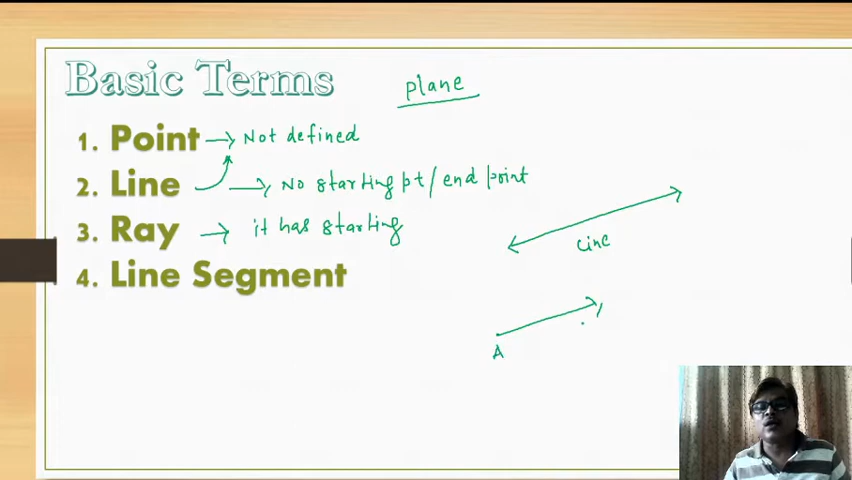 Basic Terms
plane
1. Point → Not defined
2. Line → No starting pt/end point
3. Ray → it has starting
4. Line Segment
Line
A